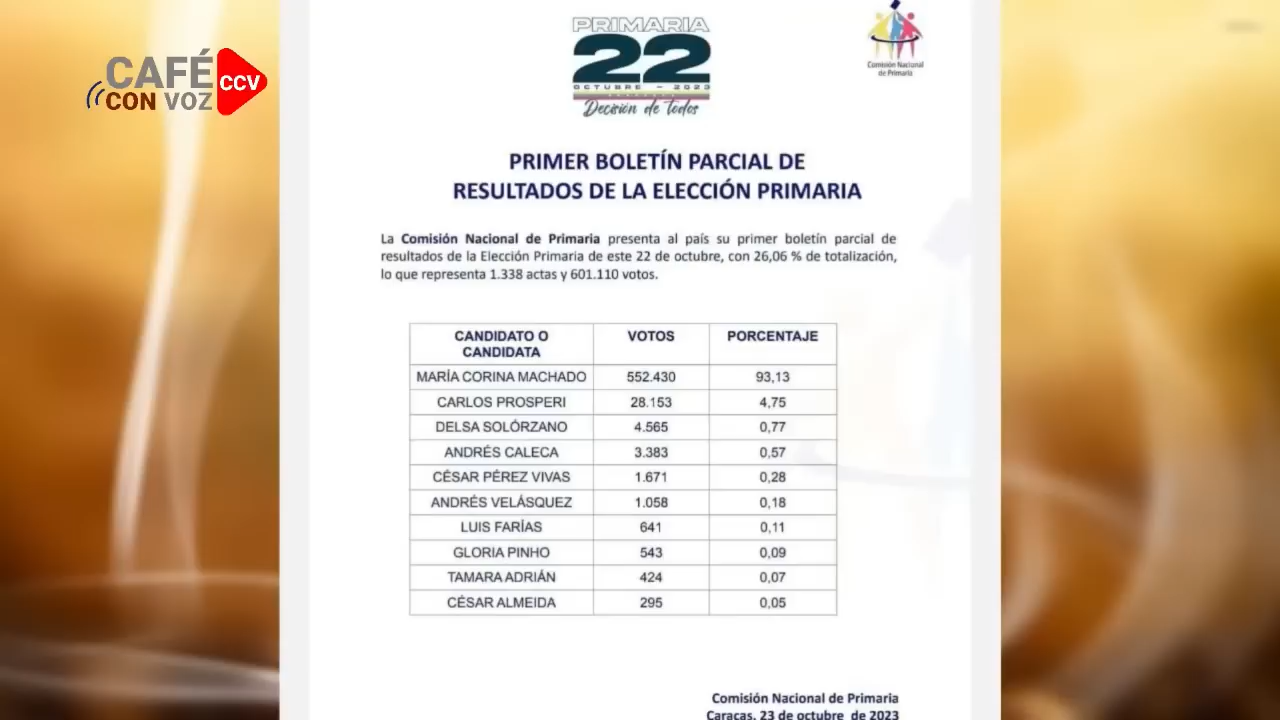 CAFÉ
CON VOZ
CCV
PRIMARIA
22
OCTUBRE - 2023
Decisión de todos
Comisión Nacional
de Primaria
PRIMER BOLETÍN PARCIAL DE
RESULTADOS DE LA ELECCIÓN PRIMARIA
La Comisión Nacional de Primaria presenta al país su primer boletín parcial de
resultados de la Elección Primaria de este 22 de octubre, con 26,06 % de totalización,
lo que representa 1.338 actas y 601.110 votos.
CANDIDATO O
CANDIDATA VOTOS PORCENTAJE
MARÍA CORINA MACHADO 552.430 93,13
CARLOS PROSPERI 28.153 4,75
DELSA SOLÓRZANO 4.565 0,77
ANDRÉS CALECA 3.383 0,57
CÉSAR PÉREZ VIVAS 1.671 0,28
ANDRÉS VELÁSQUEZ 1.058 0,18
LUIS FARÍAS 641 0,11
GLORIA PINHO 543 0,09
TAMARA ADRIÁN 424 0,07
CÉSAR ALMEIDA 295 0,05
Comisión Nacional de Primaria
Caracas, 23 de octubre de 2023